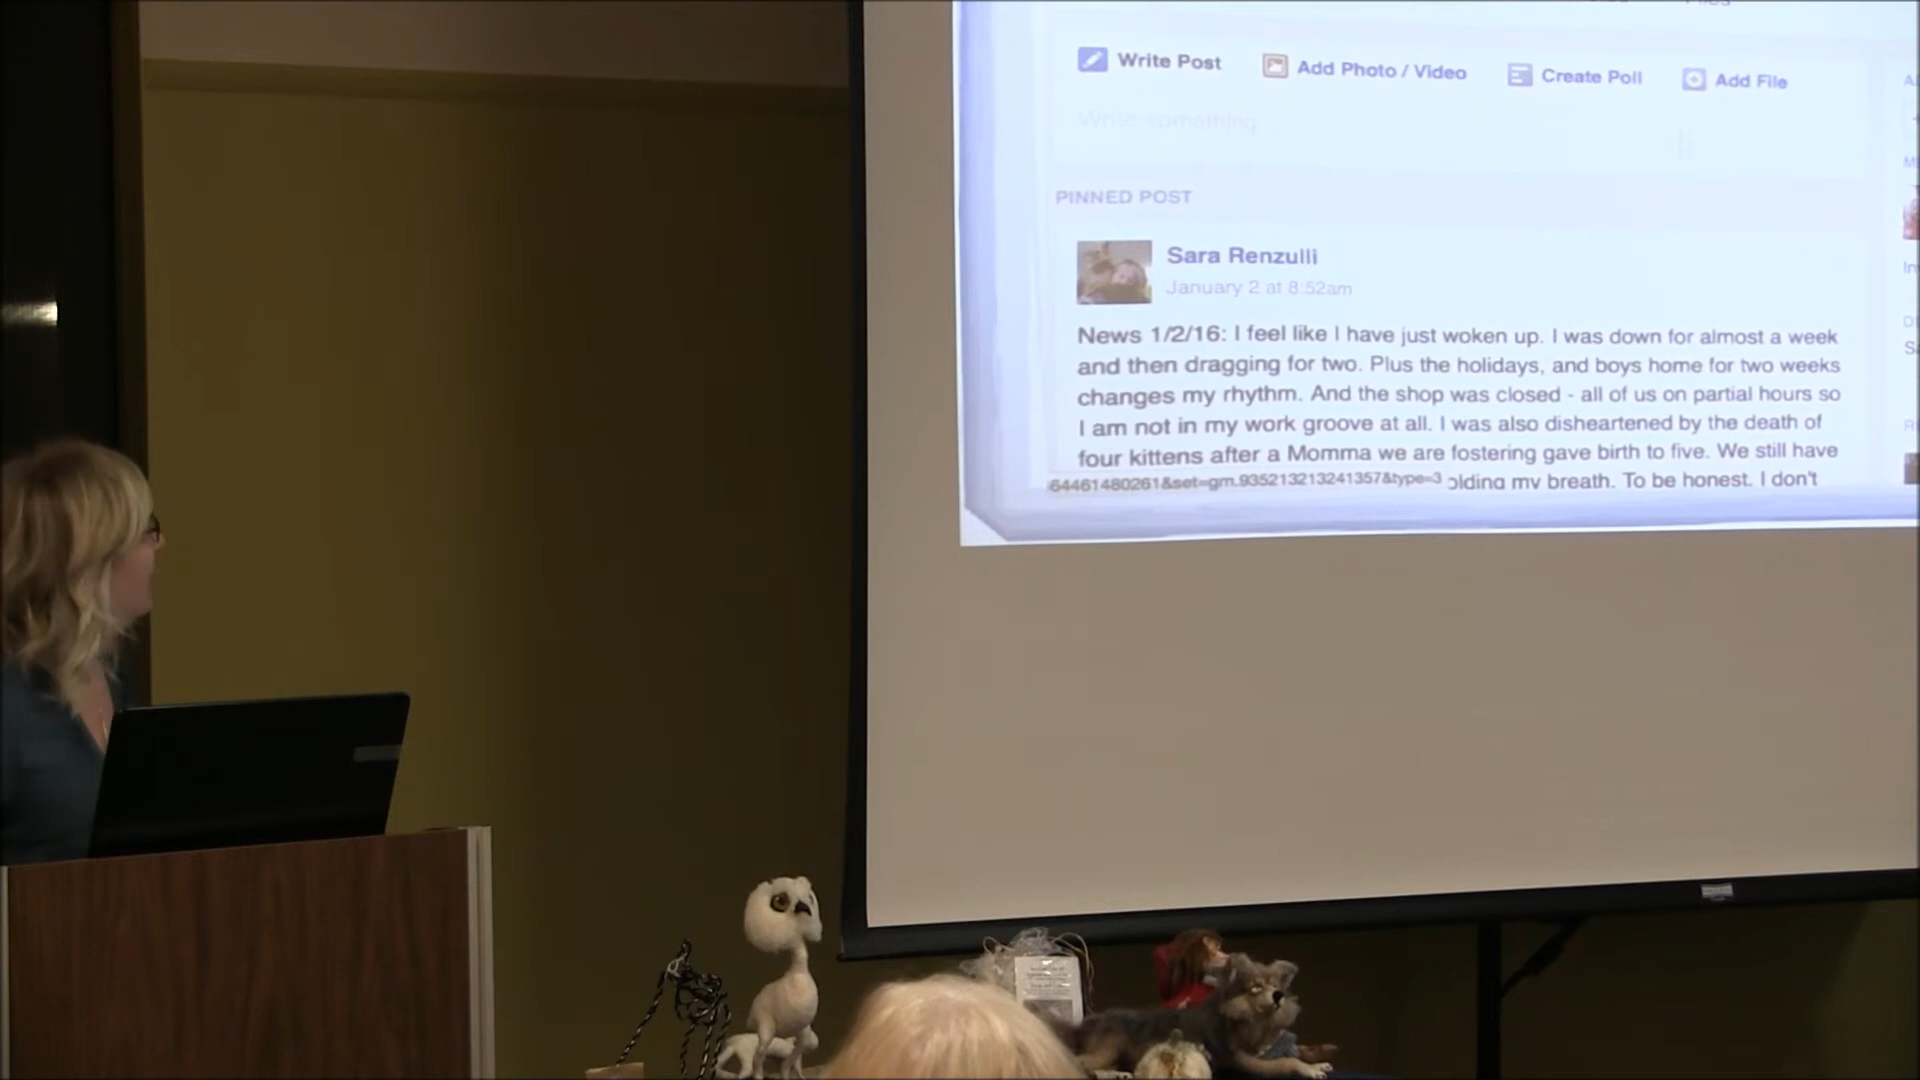 Write Post Add Photo / Video Create Poll Add File
Write something
PINNED POST
Sara Renzulli
January 2 at 8:52am
News 1/2/16: I feel like I have just woken up. I was down for almost a week
and then dragging for two. Plus the holidays, and boys home for two weeks
changes my rhythm. And the shop was closed - all of us on partial hours so
I am not in my work groove at all. I was also disheartened by the death of
four kittens after a Momma we are fostering gave birth to five. We still have
64461480261&set=gm.935213213241357&type=3 olding my breath. To be honest. I don't